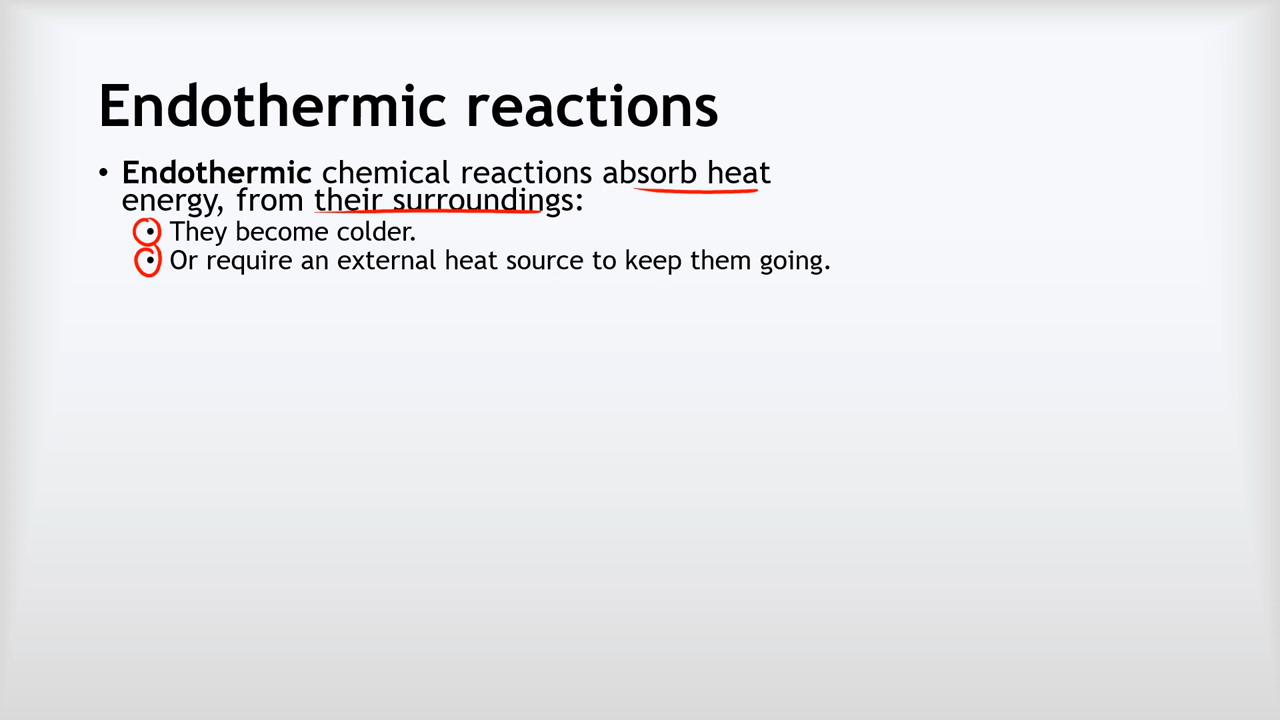 Endothermic reactions
• Endothermic chemical reactions absorb heat
energy, from their surroundings:
• They become colder.
• Or require an external heat source to keep them going.